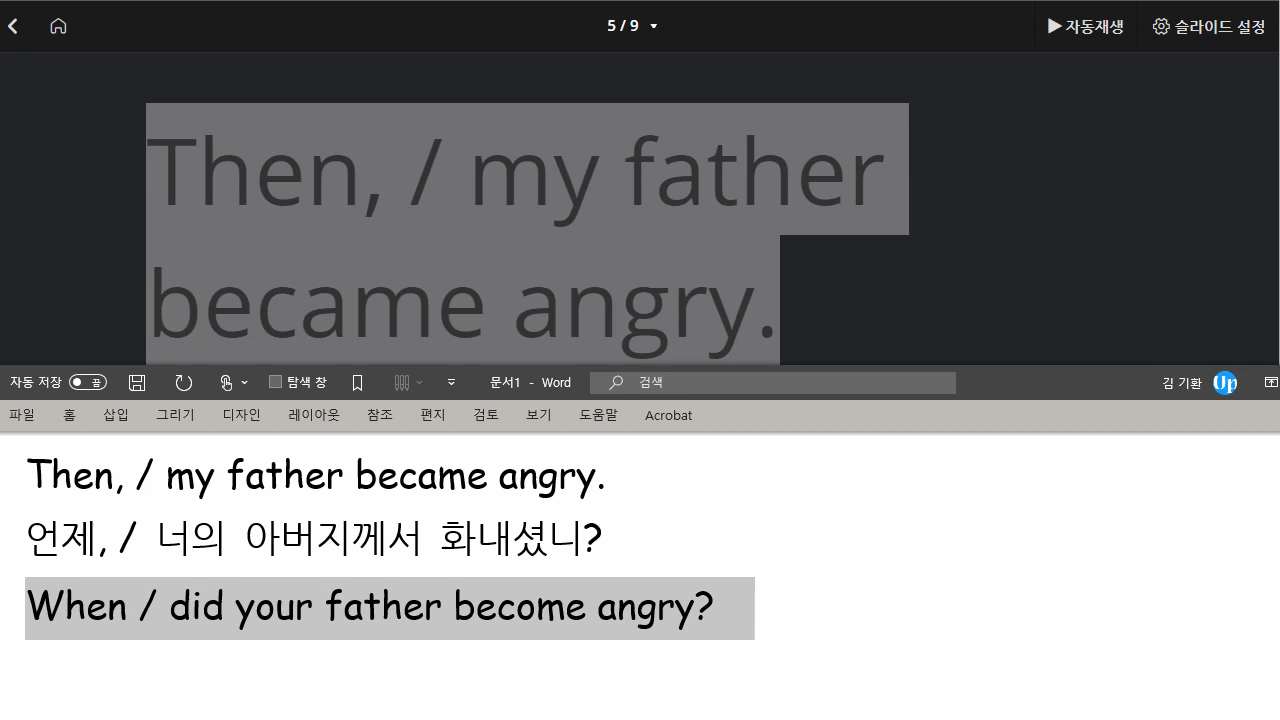 5 / 9
자동재생
슬라이드 설정
Then, / my father
became angry.
자동 저장 끔 탐색 창 문서1 - Word 검색 김 기환 Up
파일 홈 삽입 그리기 디자인 레이아웃 참조 편지 검토 보기 도움말 Acrobat
Then, / my father became angry.
언제, / 너의 아버지께서 화내셨니?
When / did your father become angry?